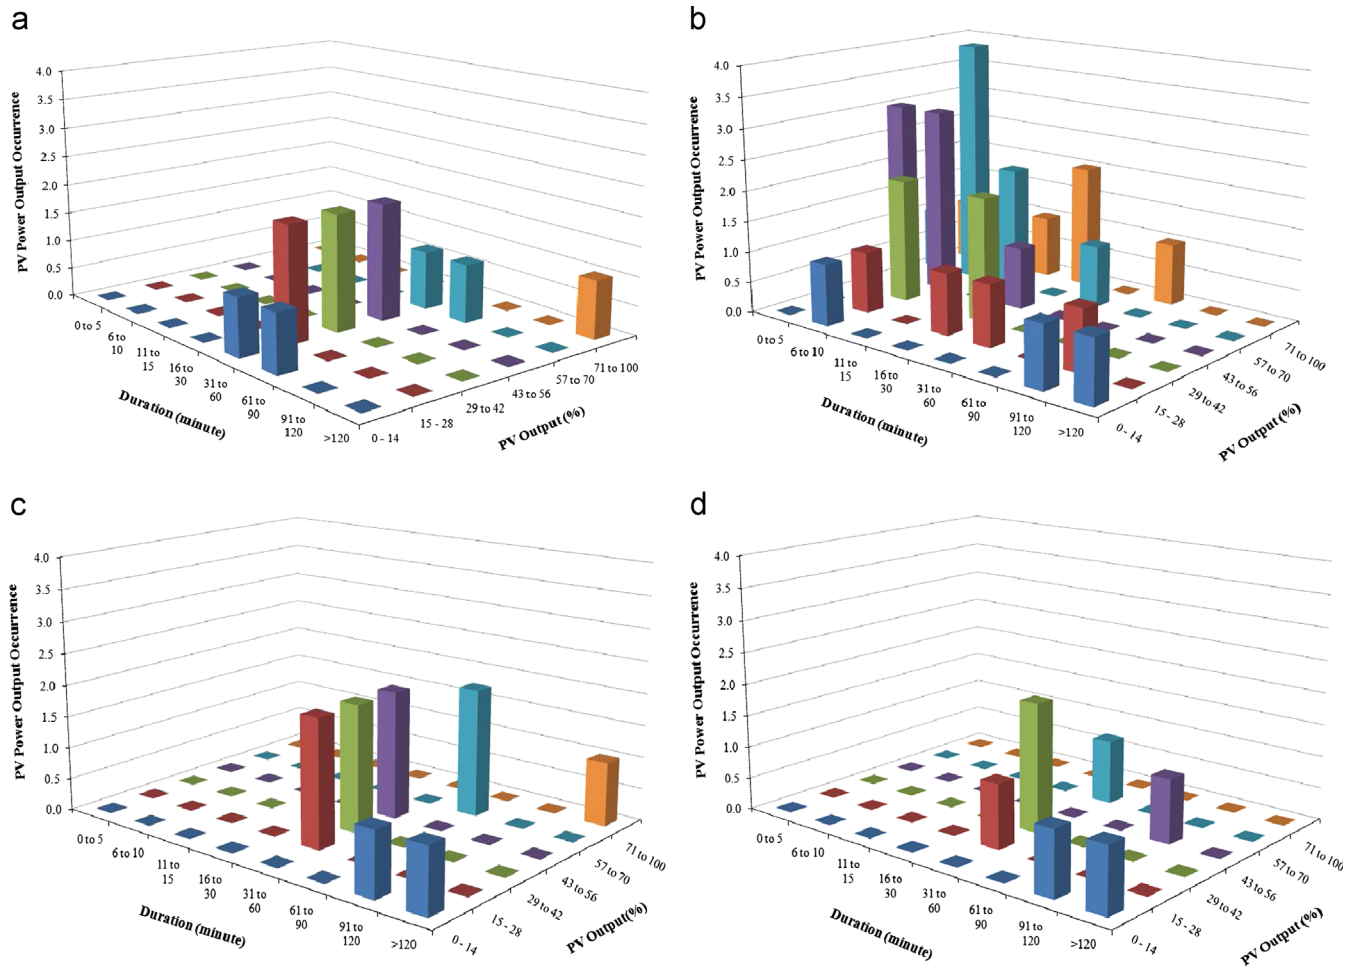 a
4.0
3.5
3.0
2.5
2.0
1.5
1.0
0.5
0.0
PV Power Output Occurrence
0 to 5
6 to
10
11 to
15
16 to
30
31 to
60
61 to
90
91 to
120
>120
Duration (minute)
0 - 14
15 - 28
29 to 42
43 to 56
57 to 70
71 to 100
PV Output (%)
b
4.0
3.5
3.0
2.5
2.0
1.5
1.0
0.5
0.0
PV Power Output Occurrence
0 to 5
6 to 10
11 to
15
16 to
30
31 to
60
61 to
90
91 to
120
>120
Duration (minute)
0 - 14
15 - 28
29 to 42
43 to 56
57 to 70
71 to 100
PV Output (%)
c
4.0
3.5
3.0
2.5
2.0
1.5
1.0
0.5
0.0
PV Power Output Occurrence
0 to 5
6 to 10
11 to
15
16 to
30
31 to
60
61 to
90
91 to
120
>120
Duration (minute)
0 - 14
15 - 28
29 to 42
43 to 56
57 to 70
71 to 100
PV Output(%)
d
4.0
3.5
3.0
2.5
2.0
1.5
1.0
0.5
0.0
PV Power Output Occurrence
0 to 5
6 to 10
11 to
15
16 to
30
31 to
60
61 to
90
91 to
120
>120
Duration (minute)
0 - 14
15 - 28
29 to 42
43 to 56
57 to 70
71 to 100
PV Output (%)